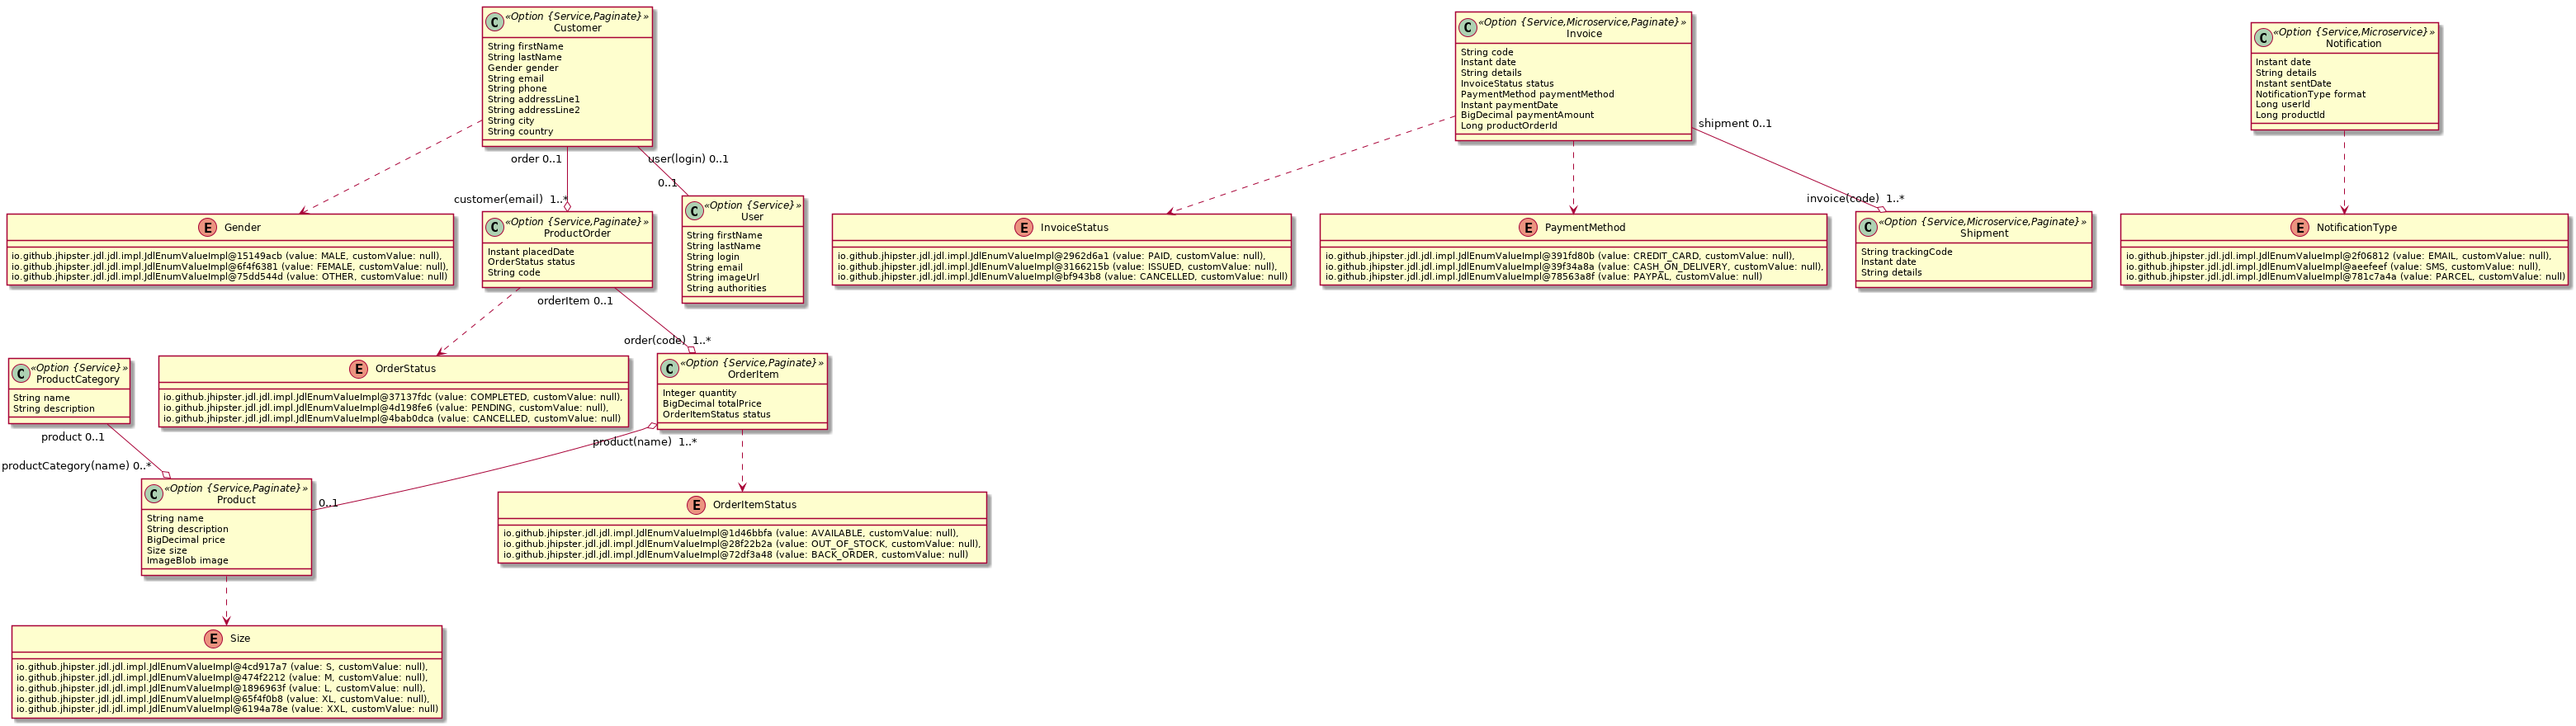 C «Option {Service,Paginate}»
Customer
String firstName
String lastName
Gender gender
String email
String phone
String addressLine1
String addressLine2
String city
String country
order 0..1
customer(email)  1..*
user(login) 0..1
0..1
E Gender
io.github.jhipster.jdl.jdl.impl.JdlEnumValueImpl@15149acb (value: MALE, customValue: null),
io.github.jhipster.jdl.jdl.impl.JdlEnumValueImpl@6f4f6381 (value: FEMALE, customValue: null),
io.github.jhipster.jdl.jdl.impl.JdlEnumValueImpl@75dd544d (value: OTHER, customValue: null)
C «Option {Service,Paginate}»
ProductOrder
Instant placedDate
OrderStatus status
String code
C «Option {Service}»
User
String firstName
String lastName
String login
String email
String imageUrl
String authorities
orderItem 0..1
order(code)  1..*
C «Option {Service}»
ProductCategory
String name
String description
E OrderStatus
io.github.jhipster.jdl.jdl.impl.JdlEnumValueImpl@37137fdc (value: COMPLETED, customValue: null),
io.github.jhipster.jdl.jdl.impl.JdlEnumValueImpl@4d198fe6 (value: PENDING, customValue: null),
io.github.jhipster.jdl.jdl.impl.JdlEnumValueImpl@4bab0dca (value: CANCELLED, customValue: null)
C «Option {Service,Paginate}»
OrderItem
Integer quantity
BigDecimal totalPrice
OrderItemStatus status
product 0..1
productCategory(name) 0..*
product(name)  1..*
0..1
C «Option {Service,Paginate}»
Product
String name
String description
BigDecimal price
Size size
ImageBlob image
E OrderItemStatus
io.github.jhipster.jdl.jdl.impl.JdlEnumValueImpl@1d46bbfa (value: AVAILABLE, customValue: null),
io.github.jhipster.jdl.jdl.impl.JdlEnumValueImpl@28f22b2a (value: OUT_OF_STOCK, customValue: null),
io.github.jhipster.jdl.jdl.impl.JdlEnumValueImpl@72df3a48 (value: BACK_ORDER, customValue: null)
E Size
io.github.jhipster.jdl.jdl.impl.JdlEnumValueImpl@4cd917a7 (value: S, customValue: null),
io.github.jhipster.jdl.jdl.impl.JdlEnumValueImpl@474f2212 (value: M, customValue: null),
io.github.jhipster.jdl.jdl.impl.JdlEnumValueImpl@1896963f (value: L, customValue: null),
io.github.jhipster.jdl.jdl.impl.JdlEnumValueImpl@65f4f0b8 (value: XL, customValue: null),
io.github.jhipster.jdl.jdl.impl.JdlEnumValueImpl@6194a78e (value: XXL, customValue: null)
C «Option {Service,Microservice,Paginate}»
Invoice
String code
Instant date
String details
InvoiceStatus status
PaymentMethod paymentMethod
Instant paymentDate
BigDecimal paymentAmount
Long productOrderId
shipment 0..1
invoice(code)  1..*
E InvoiceStatus
io.github.jhipster.jdl.jdl.impl.JdlEnumValueImpl@2962d6a1 (value: PAID, customValue: null),
io.github.jhipster.jdl.jdl.impl.JdlEnumValueImpl@3166215b (value: ISSUED, customValue: null),
io.github.jhipster.jdl.jdl.impl.JdlEnumValueImpl@bf943b8 (value: CANCELLED, customValue: null)
E PaymentMethod
io.github.jhipster.jdl.jdl.impl.JdlEnumValueImpl@391fd80b (value: CREDIT_CARD, customValue: null),
io.github.jhipster.jdl.jdl.impl.JdlEnumValueImpl@39f34a8a (value: CASH_ON_DELIVERY, customValue: null),
io.github.jhipster.jdl.jdl.impl.JdlEnumValueImpl@78563a8f (value: PAYPAL, customValue: null)
C «Option {Service,Microservice,Paginate}»
Shipment
String trackingCode
Instant date
String details
C «Option {Service,Microservice}»
Notification
Instant date
String details
Instant sentDate
NotificationType format
Long userId
Long productId
E NotificationType
io.github.jhipster.jdl.jdl.impl.JdlEnumValueImpl@2f06812 (value: EMAIL, customValue: null),
io.github.jhipster.jdl.jdl.impl.JdlEnumValueImpl@aeefeef (value: SMS, customValue: null),
io.github.jhipster.jdl.jdl.impl.JdlEnumValueImpl@781c7a4a (value: PARCEL, customValue: null)